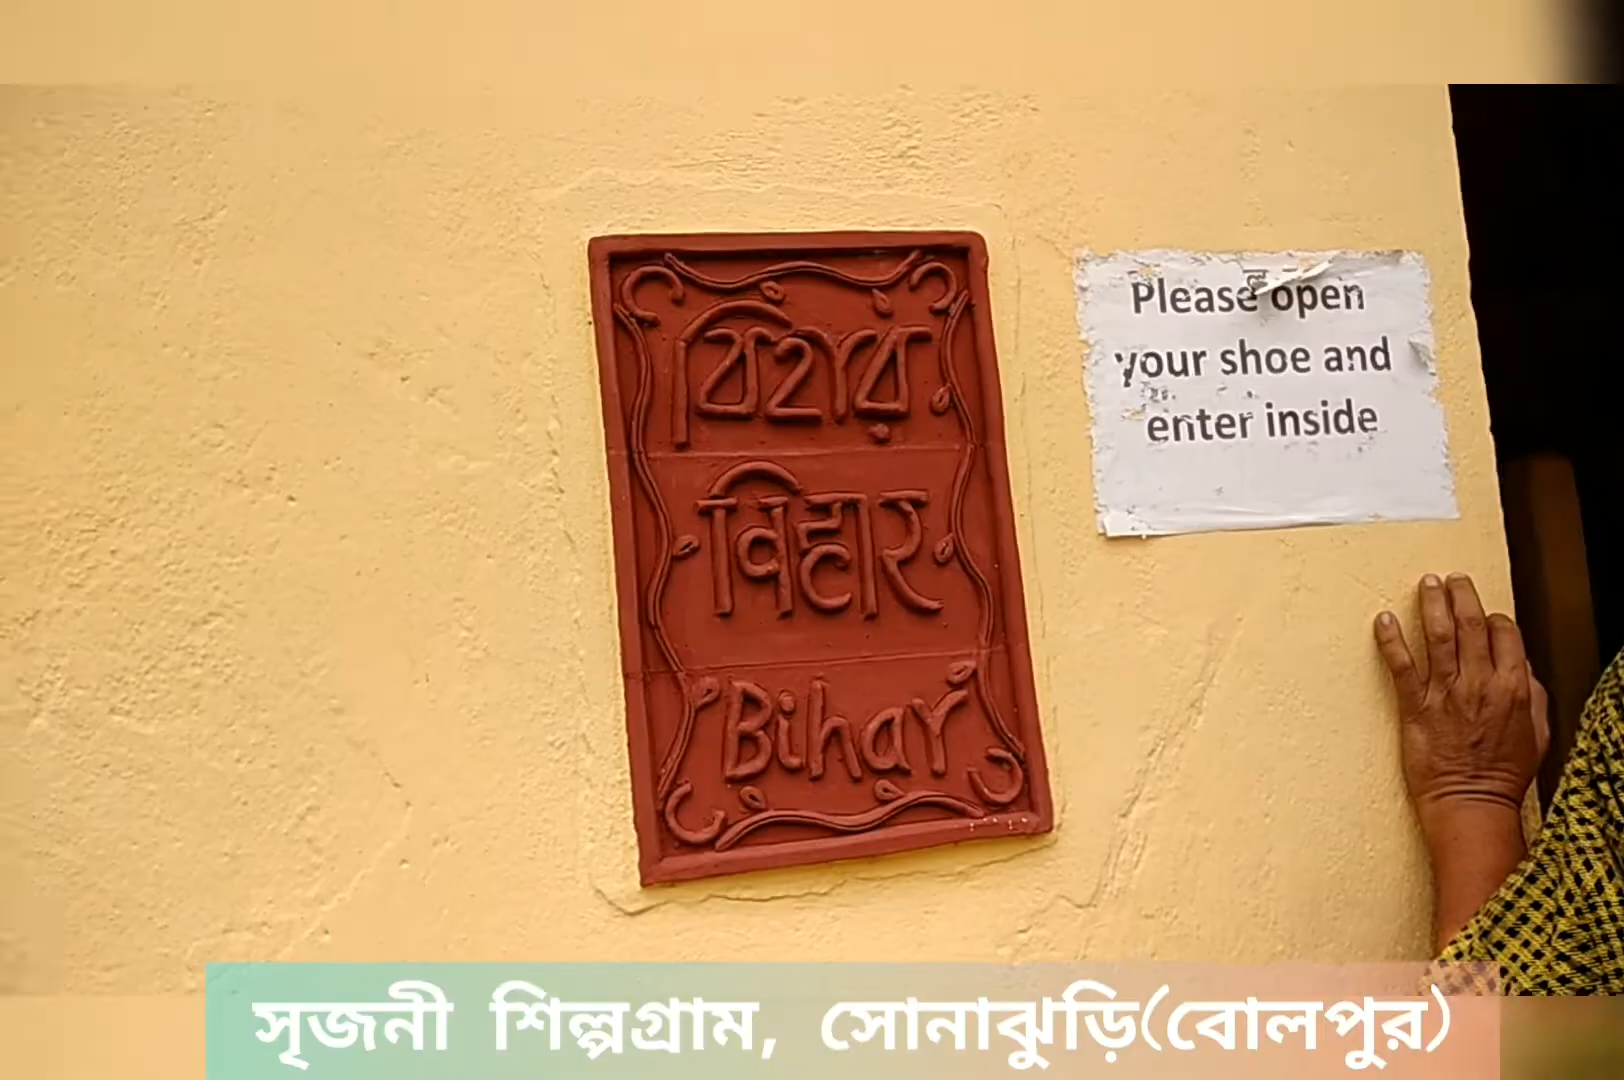 বিহার
बिहार
Bihar
Please open
your shoe and
enter inside
সৃজনী শিল্পগ্রাম, সোনাঝুড়ি(বোলপুর)